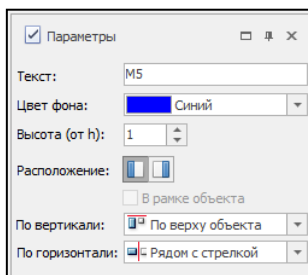 Параметры
Текст: M5
Цвет фона: Синий
Высота (от h): 1
Расположение:
В рамке объекта
По вертикали: По верху объекта
По горизонтали: Рядом с стрелкой